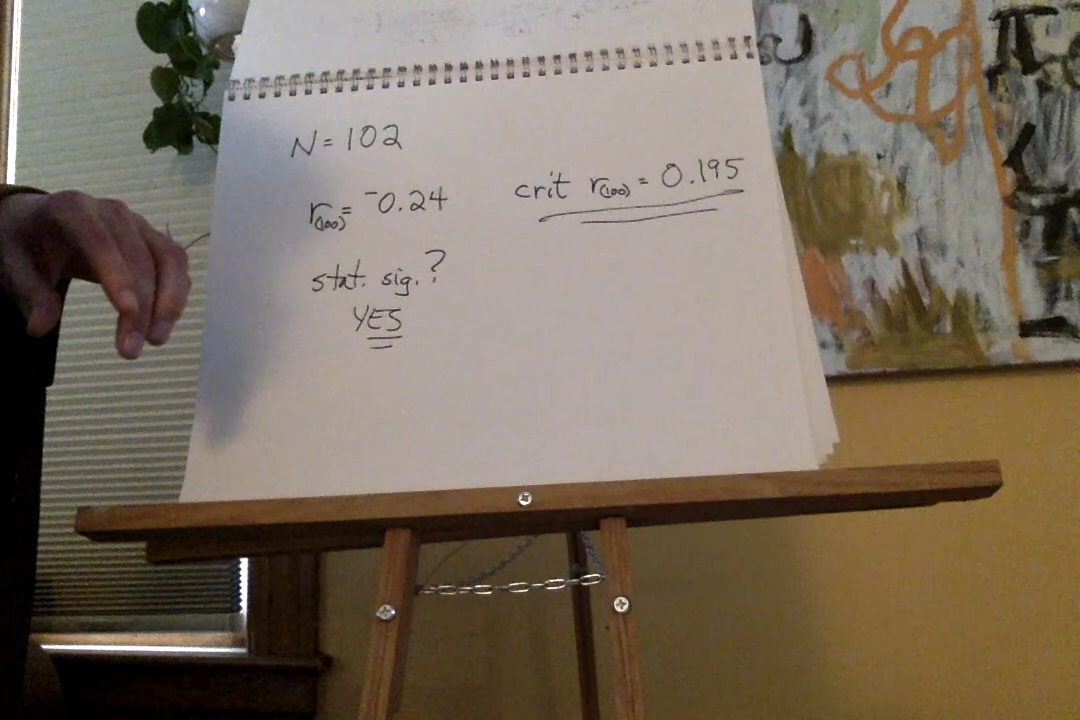 N = 102
r(100) = -0.24
crit r(100) = 0.195
stat. sig.?
YES